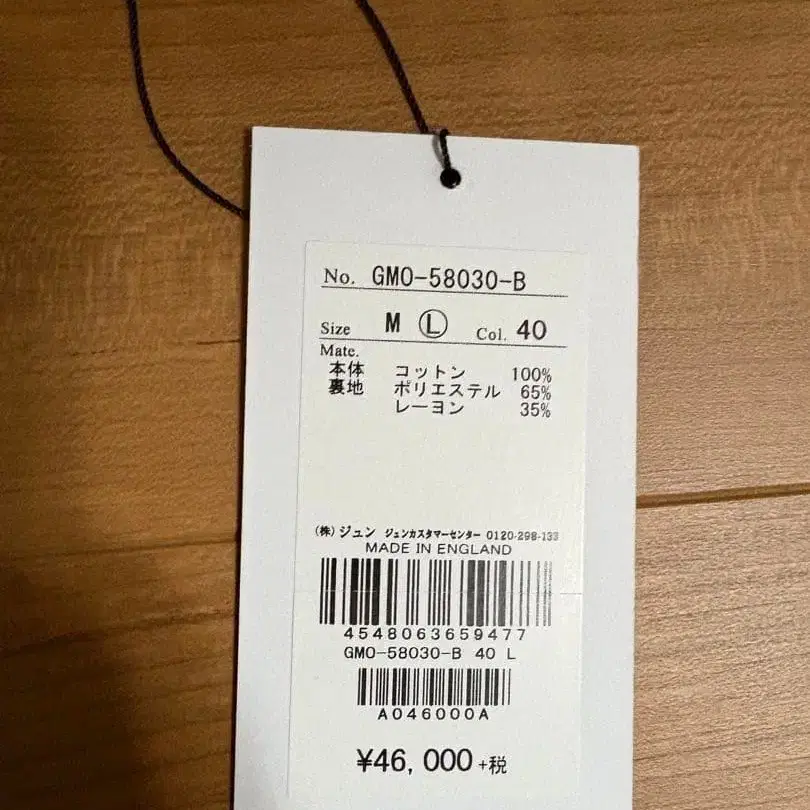 No. GMO-58030-B
Size M Ⓛ Col. 40
Mate.
本体 コットン 100%
裏地 ポリエステル 65%
レーヨン 35%
(株)ジュン ジュンカスタマーセンター 0120-298-133
MADE IN ENGLAND
4548063659477
GMO-58030-B 40 L
A046000A
¥46,000+税